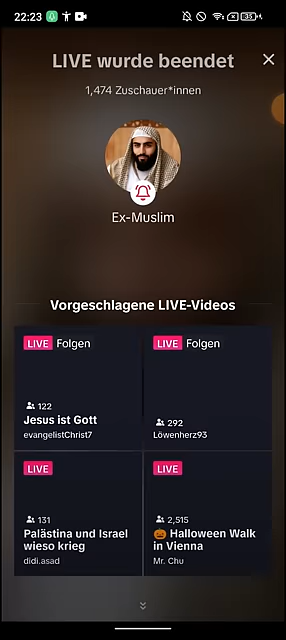 22:23
35
LIVE wurde beendet
1,474 Zuschauer*innen
Ex-Muslim
Vorgeschlagene LIVE-Videos
LIVE Folgen
122
Jesus ist Gott
evangelistChrist7
LIVE Folgen
292
Löwenherz93
LIVE
131
Palästina und Israel
wieso krieg
didi.asad
LIVE
2,515
🎃 Halloween Walk
in Vienna
Mr. Chu